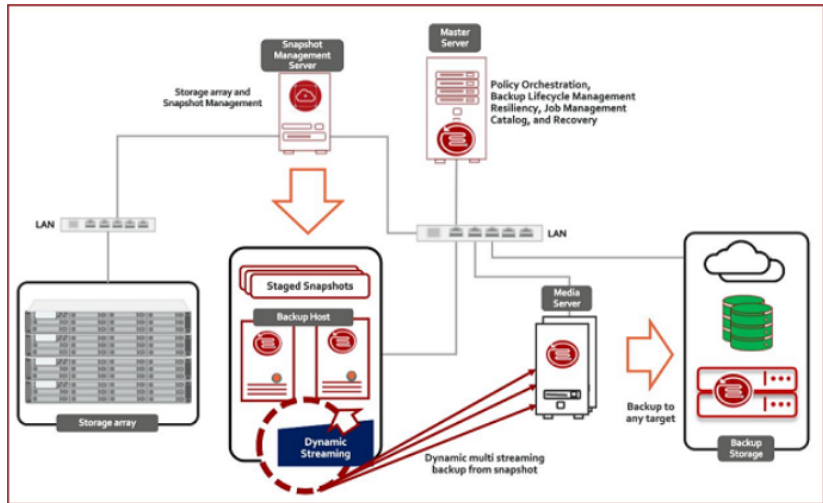 Snapshot
Management
Server
Storage array and
Snapshot Management
Master
Server
Policy Orchestration,
Backup Lifecycle Management
Resiliency, Job Management
Catalog, and Recovery
LAN
LAN
Staged Snapshots
Backup Host
Media
Server
Storage array
Dynamic
Streaming
Dynamic multi streaming
backup from snapshot
Backup to
any target
Backup
Storage